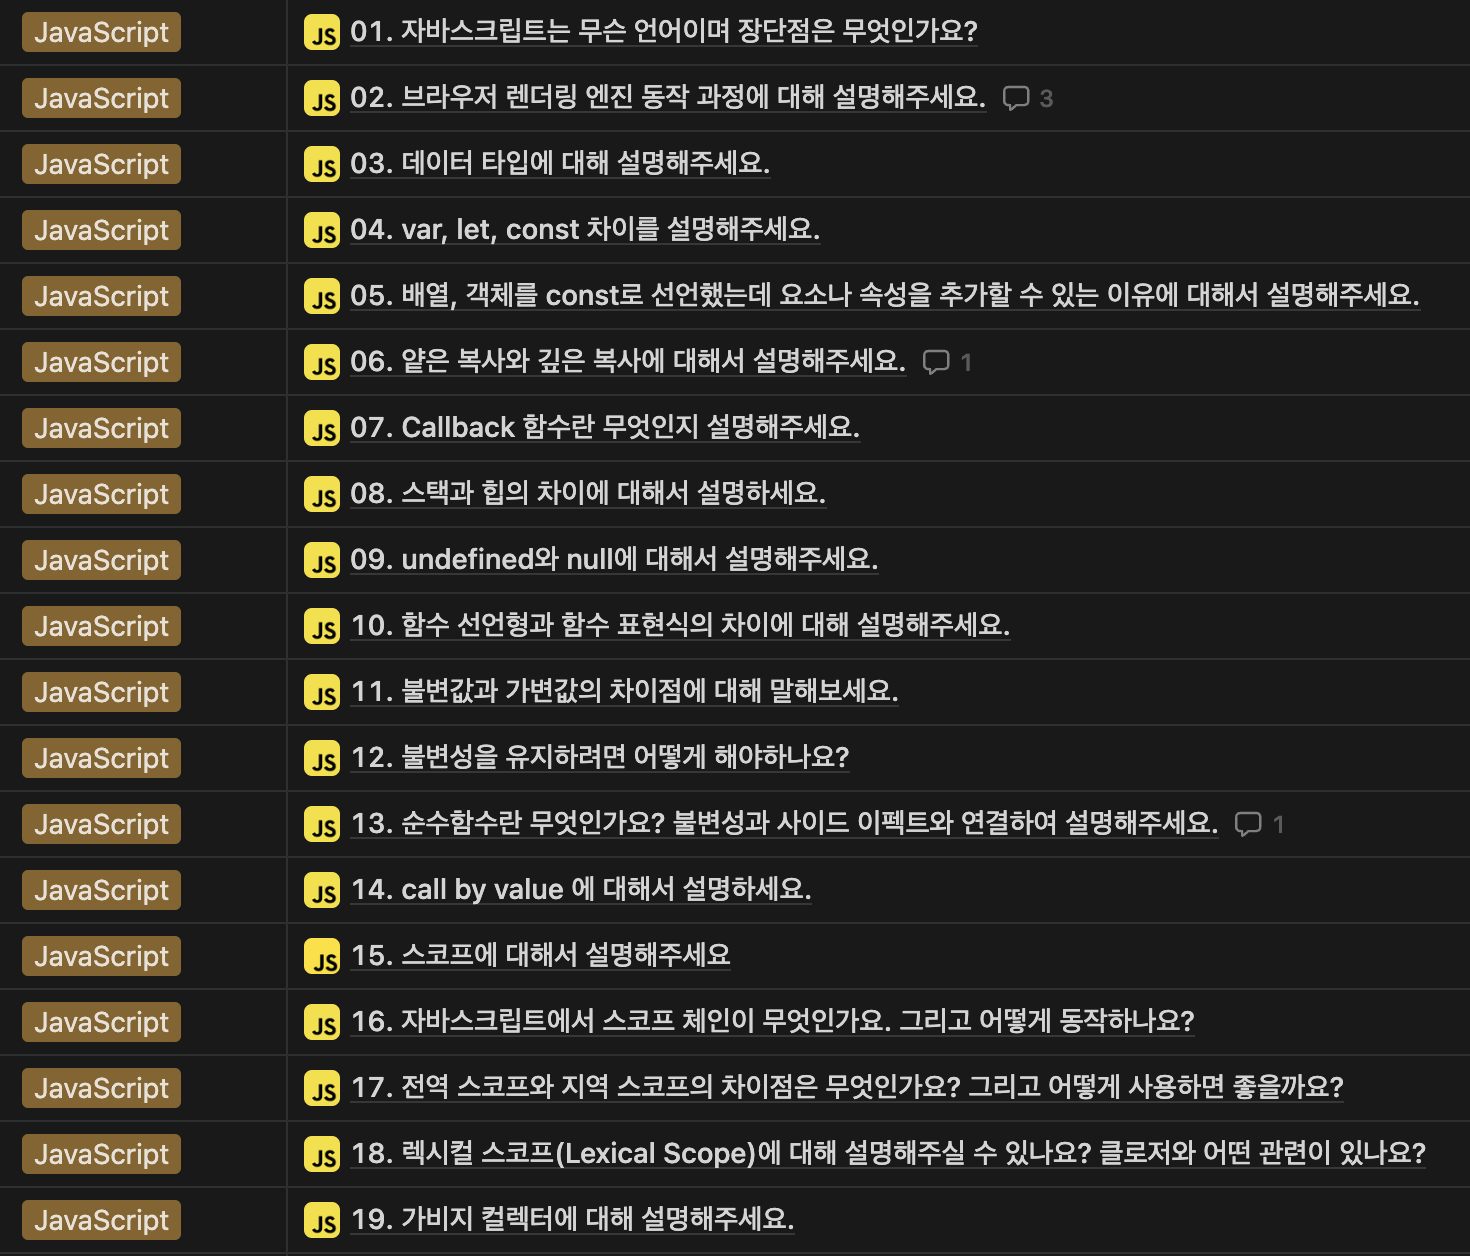 JavaScript JS 01. 자바스크립트는 무슨 언어이며 장단점은 무엇인가요?
JavaScript JS 02. 브라우저 렌더링 엔진 동작 과정에 대해 설명해주세요. 3
JavaScript JS 03. 데이터 타입에 대해 설명해주세요.
JavaScript JS 04. var, let, const 차이를 설명해주세요.
JavaScript JS 05. 배열, 객체를 const로 선언했는데 요소나 속성을 추가할 수 있는 이유에 대해서 설명해주세요.
JavaScript JS 06. 얕은 복사와 깊은 복사에 대해서 설명해주세요. 1
JavaScript JS 07. Callback 함수란 무엇인지 설명해주세요.
JavaScript JS 08. 스택과 힙의 차이에 대해서 설명하세요.
JavaScript JS 09. undefined와 null에 대해서 설명해주세요.
JavaScript JS 10. 함수 선언형과 함수 표현식의 차이에 대해 설명해주세요.
JavaScript JS 11. 불변값과 가변값의 차이점에 대해 말해보세요.
JavaScript JS 12. 불변성을 유지하려면 어떻게 해야하나요?
JavaScript JS 13. 순수함수란 무엇인가요? 불변성과 사이드 이펙트와 연결하여 설명해주세요. 1
JavaScript JS 14. call by value 에 대해서 설명하세요.
JavaScript JS 15. 스코프에 대해서 설명해주세요
JavaScript JS 16. 자바스크립트에서 스코프 체인이 무엇인가요. 그리고 어떻게 동작하나요?
JavaScript JS 17. 전역 스코프와 지역 스코프의 차이점은 무엇인가요? 그리고 어떻게 사용하면 좋을까요?
JavaScript JS 18. 렉시컬 스코프(Lexical Scope)에 대해 설명해주실 수 있나요? 클로저와 어떤 관련이 있나요?
JavaScript JS 19. 가비지 컬렉터에 대해 설명해주세요.